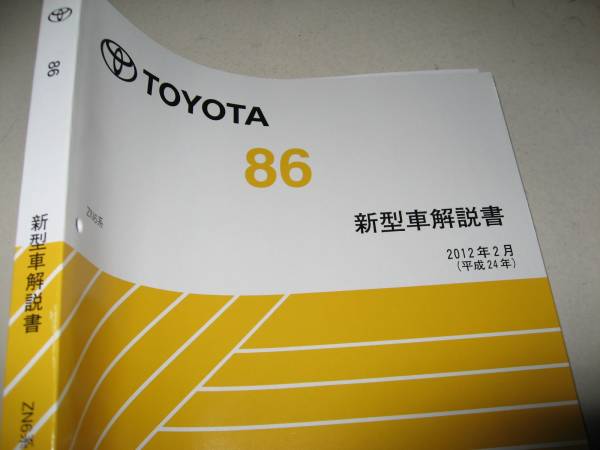 86
新型車解説書
ZN6系
TOYOTA
86
ZN6系
新型車解説書
2012年2月
(平成24年)